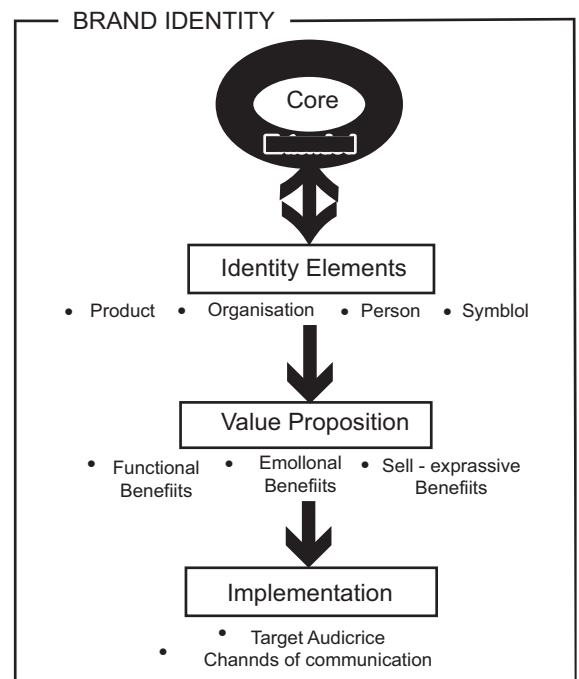 BRAND IDENTITY
Core
Identity Elements
• Product • Organisation • Person • Symblol
Value Proposition
• Functional Benefiits
• Emollonal Benefiits
• Sell - exprassive Benefiits
Implementation
• Target Audicrice
• Channds of communication